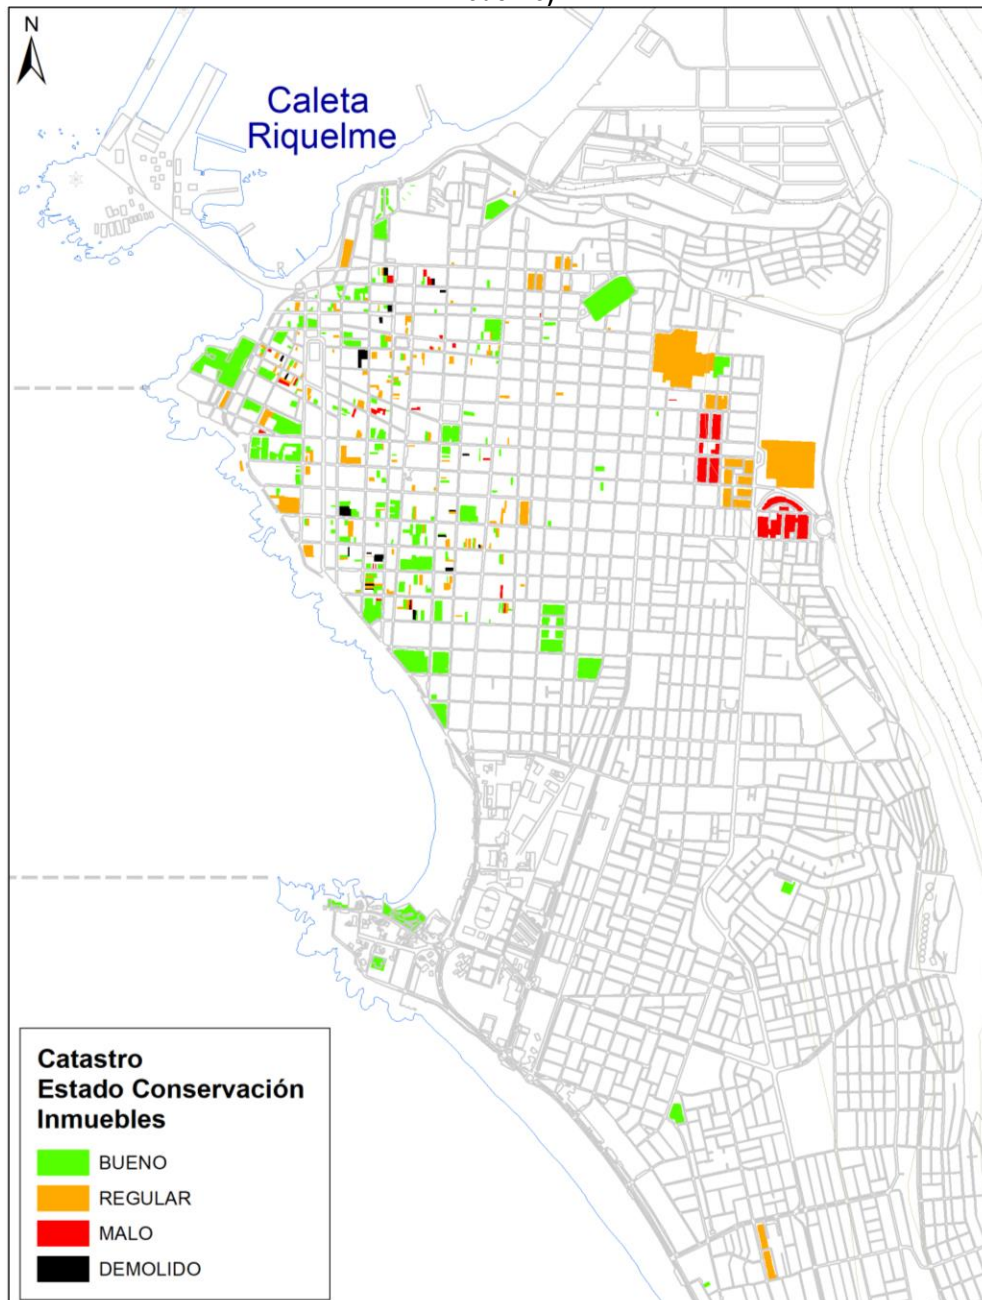 N
Caleta
Riquelme
Catastro
Estado Conservación
Inmuebles
BUENO
REGULAR
MALO
DEMOLIDO